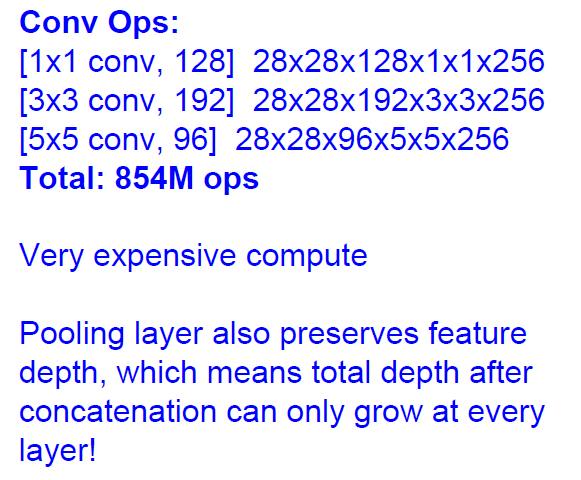 Conv Ops:
[1x1 conv, 128]  28x28x128x1x1x256
[3x3 conv, 192]  28x28x192x3x3x256
[5x5 conv, 96]  28x28x96x5x5x256
Total: 854M ops
Very expensive compute
Pooling layer also preserves feature
depth, which means total depth after
concatenation can only grow at every
layer!